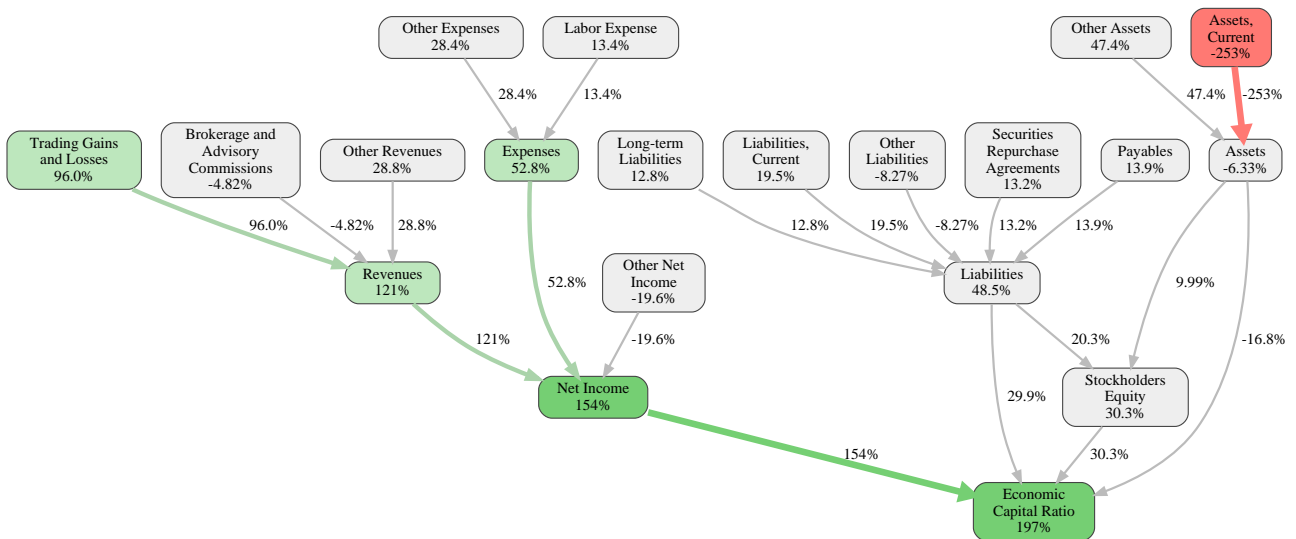 Other Expenses
28.4%
Labor Expense
13.4%
Other Assets
47.4%
Assets,
Current
-253%
28.4%
13.4%
47.4%
-253%
Trading Gains
and Losses
96.0%
Brokerage and
Advisory
Commissions
-4.82%
Other Revenues
28.8%
Expenses
52.8%
Long-term
Liabilities
12.8%
Liabilities,
Current
19.5%
Other
Liabilities
-8.27%
Securities
Repurchase
Agreements
13.2%
Payables
13.9%
Assets
-6.33%
96.0%
-4.82%
28.8%
12.8%
19.5%
-8.27%
13.2%
13.9%
Revenues
121%
52.8%
Other Net
Income
-19.6%
Liabilities
48.5%
9.99%
121%
-19.6%
20.3%
-16.8%
Net Income
154%
29.9%
Stockholders
Equity
30.3%
154%
30.3%
Economic
Capital Ratio
197%